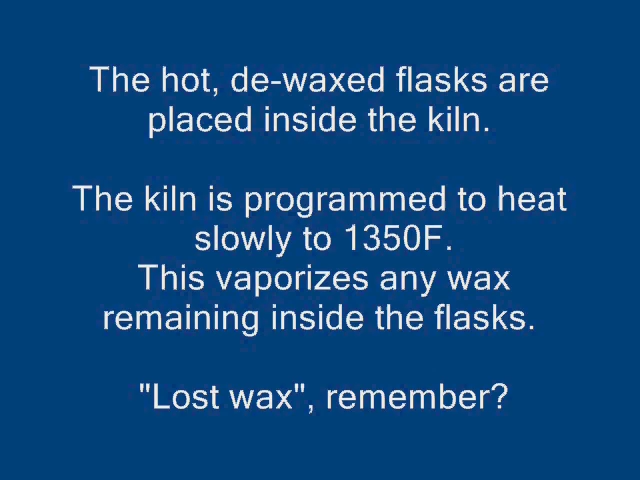 The hot, de-waxed flasks are
placed inside the kiln.
The kiln is programmed to heat
slowly to 1350F.
This vaporizes any wax
remaining inside the flasks.
"Lost wax", remember?